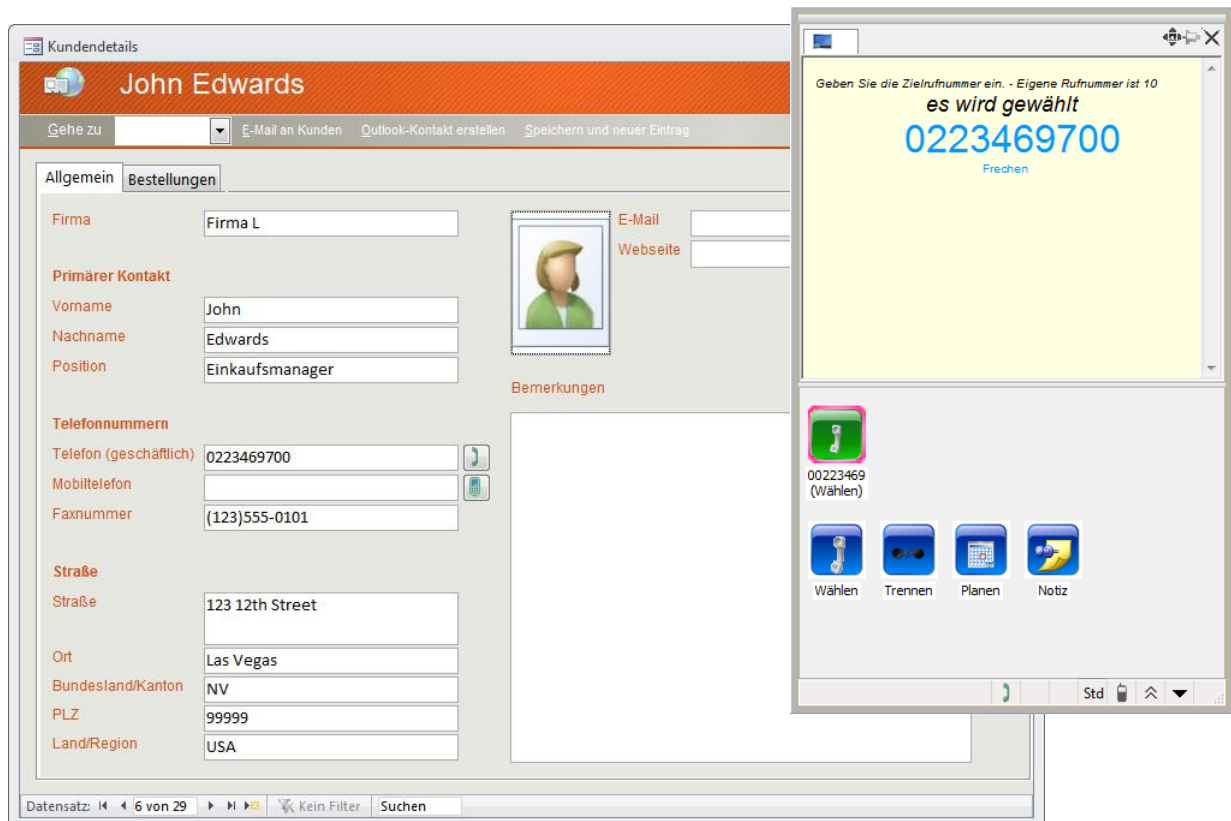 Kundendetails
John Edwards
Gehe zu
E-Mail an Kunden
Outlook-Kontakt erstellen
Speichern und neuer Eintrag
Allgemein
Bestellungen
Firma
Firma L
Primärer Kontakt
Vorname
John
Nachname
Edwards
Position
Einkaufsmanager
Telefonnummern
Telefon (geschäftlich)
0223469700
Mobiltelefon
Faxnummer
(123)555-0101
Straße
Straße
123 12th Street
Ort
Las Vegas
Bundesland/Kanton
NV
PLZ
99999
Land/Region
USA
E-Mail
Webseite
Bemerkungen
Datensatz:
6 von 29
Kein Filter
Suchen
Geben Sie die Zielrufnummer ein. - Eigene Rufnummer ist 10
es wird gewählt
0223469700
Frechen
00223469
(Wählen)
Wählen
Trennen
Planen
Notiz
Std